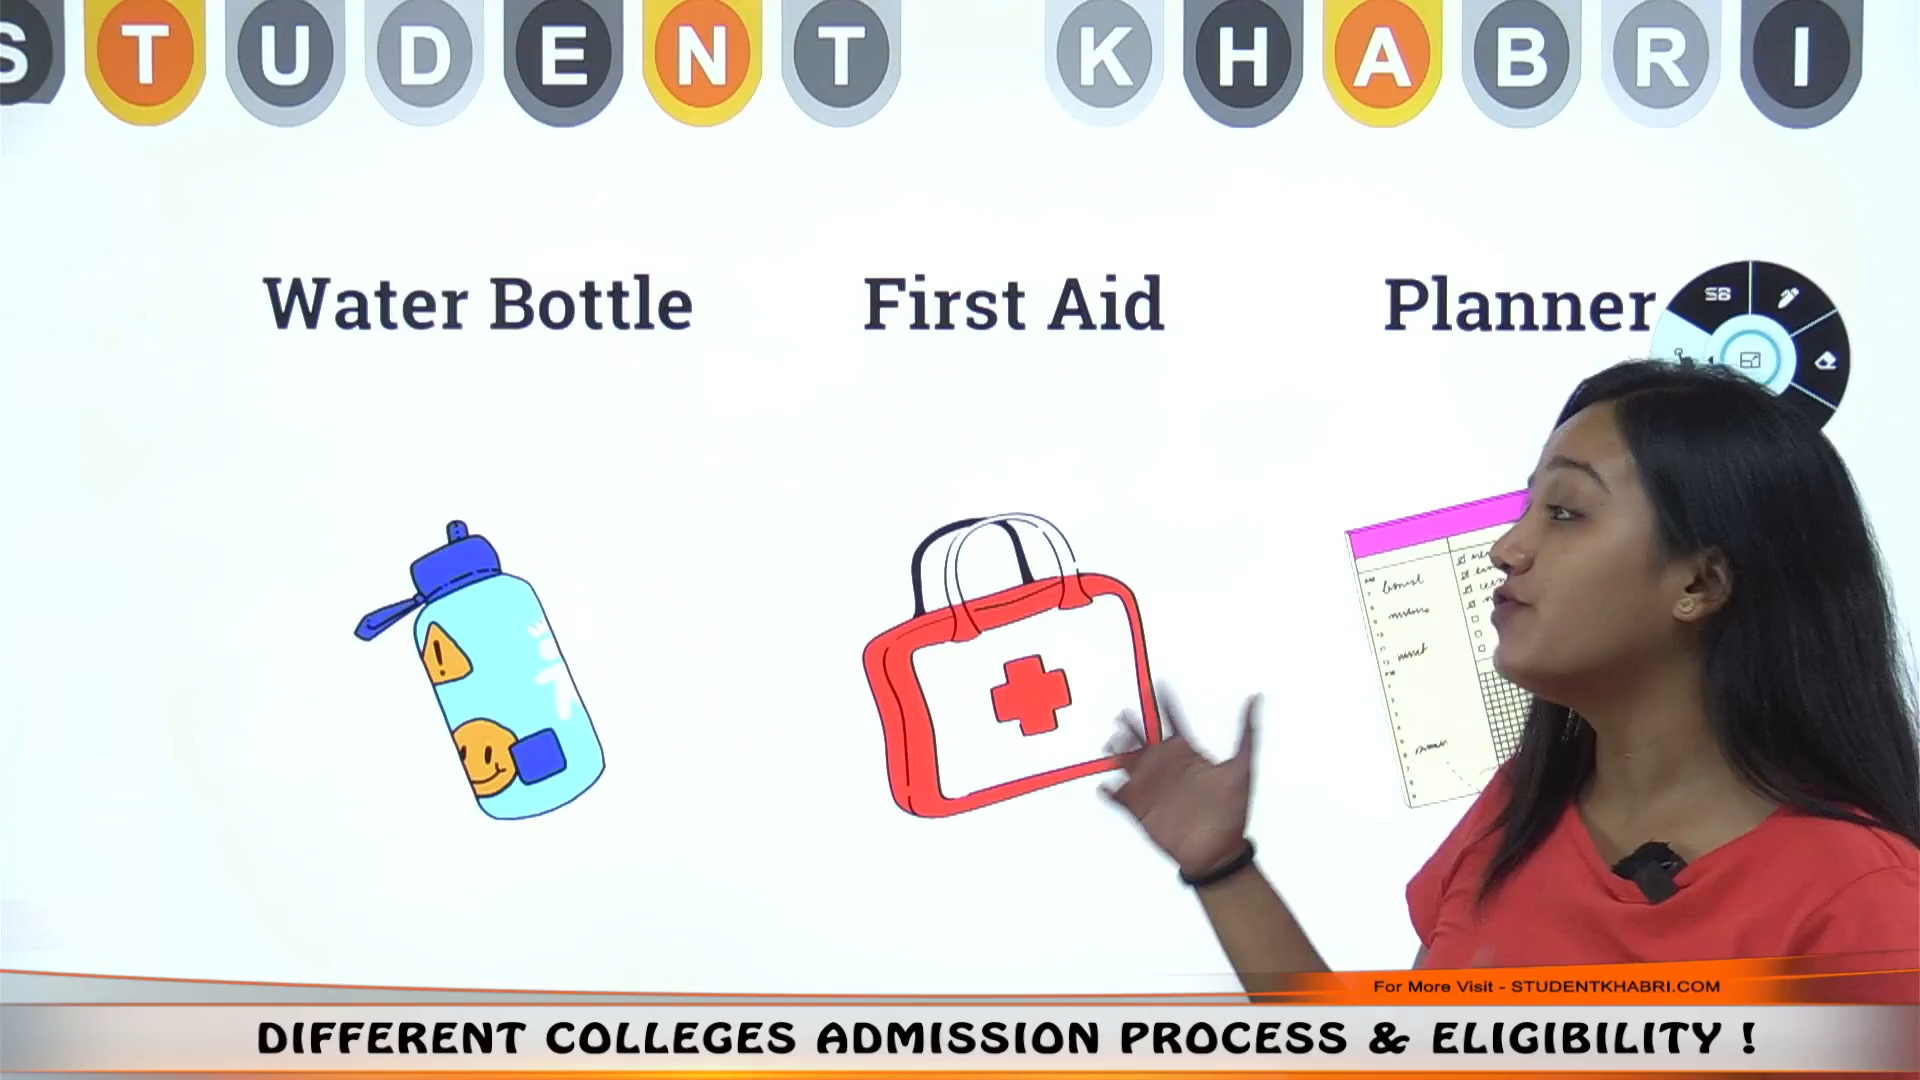 STUDENT KHABRI
Water Bottle
First Aid
Planner
SB
For More Visit - STUDENTKHABRI.COM
DIFFERENT COLLEGES ADMISSION PROCESS & ELIGIBILITY !